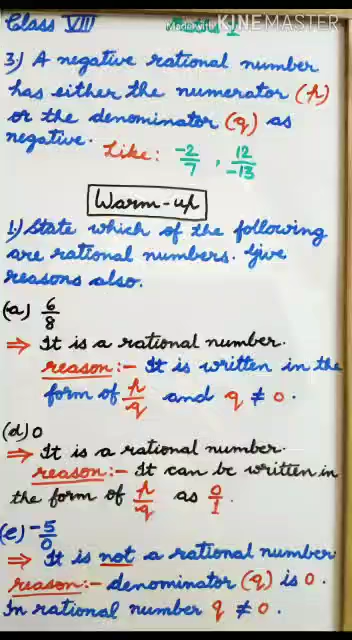 Class VIII
Made with KINEMASTER
3) A negative rational number
has either the numerator (p)
or the denominator (q) as
negative.
Like: -2/7 , 12/-13
Warm-up
1) State which of the following
are rational numbers. Give
reasons also.
(a) 6/8
⇒ It is a rational number.
reason:- It is written in the
form of p/q and q ≠ 0.
(d) 0
⇒ It is a rational number.
reason:- It can be written in
the form of p/q as 0/1.
(e) -5/0
⇒ It is not a rational number
reason:- denominator (q) is 0.
In rational number q ≠ 0.